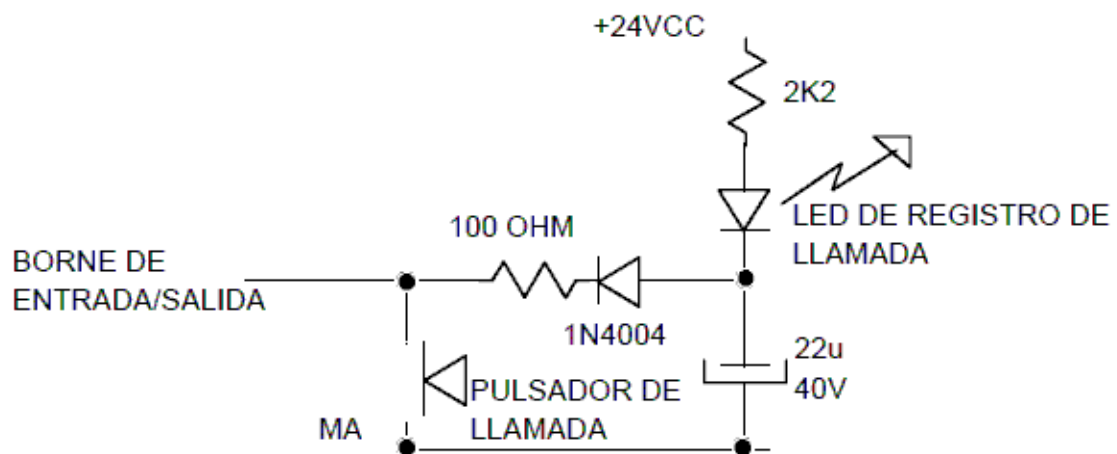 +24VCC
2K2
LED DE REGISTRO DE
LLAMADA
100 OHM
BORNE DE
ENTRADA/SALIDA
1N4004
22u
40V
PULSADOR DE
LLAMADA
MA